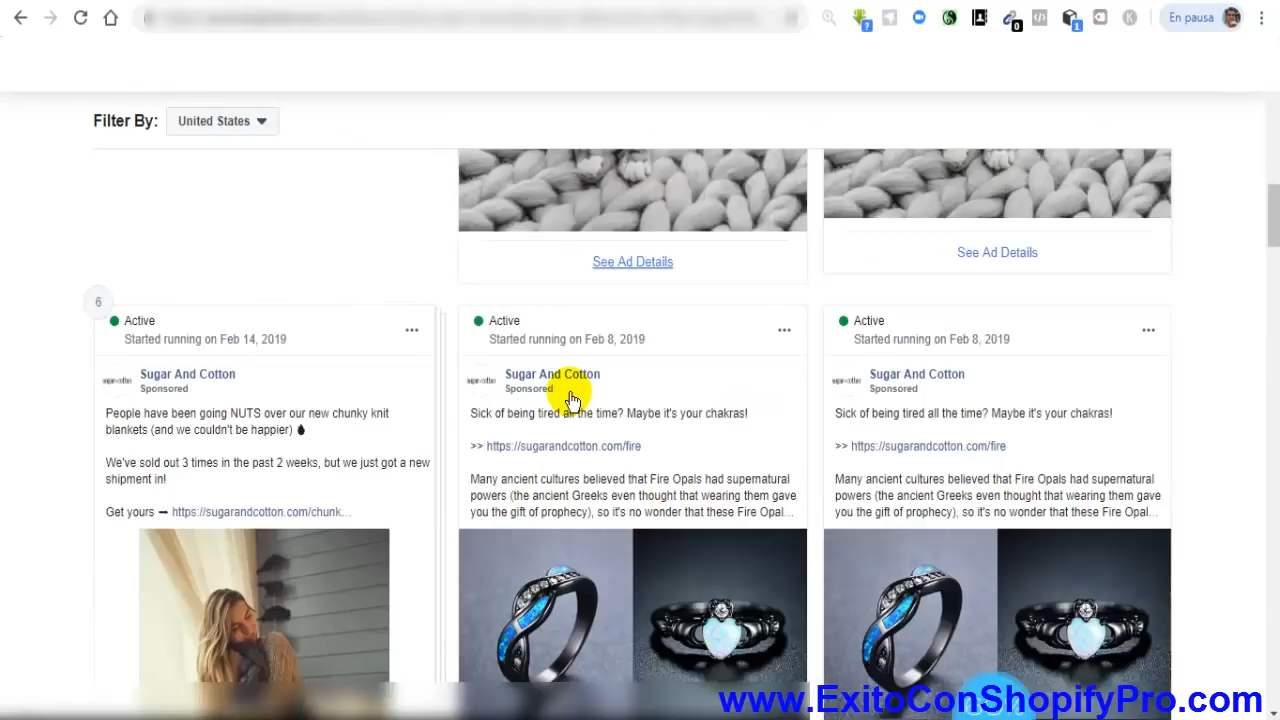 En pausa
?
0
1
K
Filter By: United States
See Ad Details
See Ad Details
6
Active
Started running on Feb 14, 2019
sugar+cotton
Sugar And Cotton
Sponsored
People have been going NUTS over our new chunky knit
blankets (and we couldn't be happier)
We've sold out 3 times in the past 2 weeks, but we just got a new
shipment in!
Get yours ➞ https://sugarandcotton.com/chunk...
Active
Started running on Feb 8, 2019
Sugar And Cotton
Sponsored
Sick of being tired all the time? Maybe it's your chakras!
>> https://sugarandcotton.com/fire
Many ancient cultures believed that Fire Opals had supernatural
powers (the ancient Greeks even thought that wearing them gave
you the gift of prophecy), so it's no wonder that these Fire Opal...
Active
Started running on Feb 8, 2019
Sugar And Cotton
Sponsored
Sick of being tired all the time? Maybe it's your chakras!
>> https://sugarandcotton.com/fire
Many ancient cultures believed that Fire Opals had supernatural
powers (the ancient Greeks even thought that wearing them gave
you the gift of prophecy), so it's no wonder that these Fire Opal...
www.ExitoConShopifyPro.com